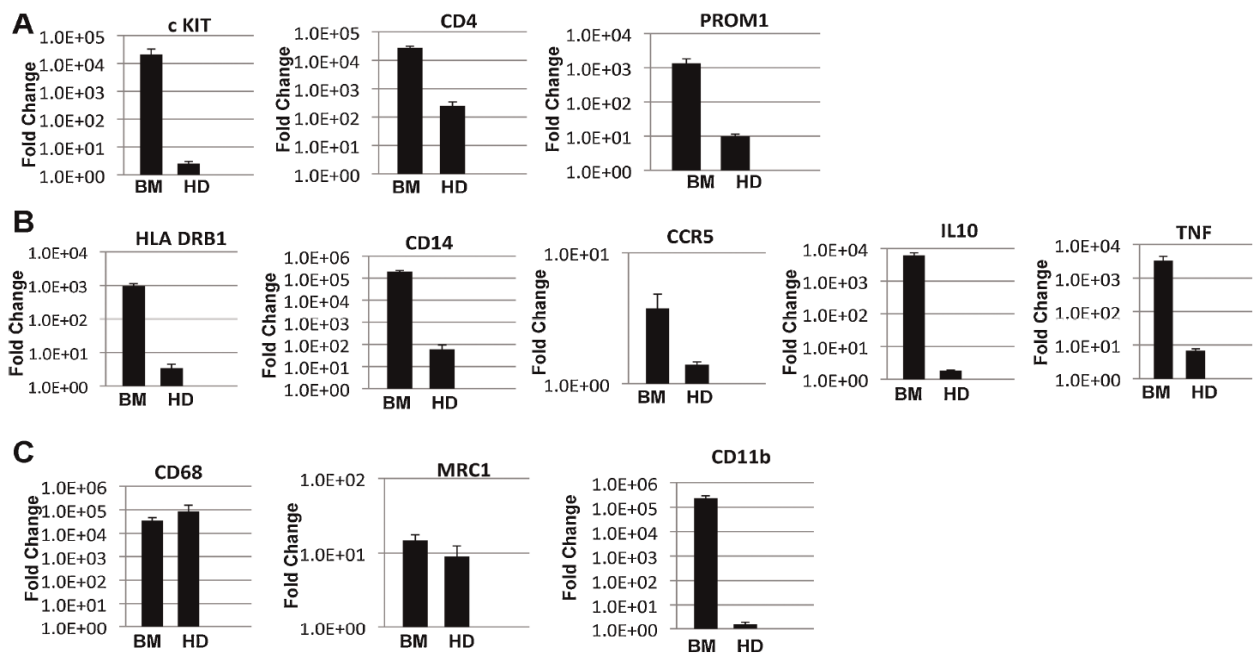 A
c KIT
Fold Change
1.0E+05
1.0E+04
1.0E+03
1.0E+02
1.0E+01
1.0E+00
BM HD
CD4
Fold Change
1.0E+05
1.0E+04
1.0E+03
1.0E+02
1.0E+01
1.0E+00
BM HD
PROM1
Fold Change
1.0E+04
1.0E+03
1.0E+02
1.0E+01
1.0E+00
BM HD
B
HLA DRB1
Fold Change
1.0E+04
1.0E+03
1.0E+02
1.0E+01
1.0E+00
BM HD
CD14
Fold Change
1.0E+06
1.0E+05
1.0E+04
1.0E+03
1.0E+02
1.0E+01
1.0E+00
BM HD
CCR5
Fold Change
1.0E+01
1.0E+00
BM HD
IL10
Fold Change
1.0E+04
1.0E+03
1.0E+02
1.0E+01
1.0E+00
BM HD
TNF
Fold Change
1.0E+04
1.0E+03
1.0E+02
1.0E+01
1.0E+00
BM HD
C
CD68
Fold Change
1.0E+06
1.0E+05
1.0E+04
1.0E+03
1.0E+02
1.0E+01
1.0E+00
BM HD
MRC1
Fold Change
1.0E+02
1.0E+01
1.0E+00
BM HD
CD11b
Fold Change
1.0E+06
1.0E+05
1.0E+04
1.0E+03
1.0E+02
1.0E+01
1.0E+00
BM HD